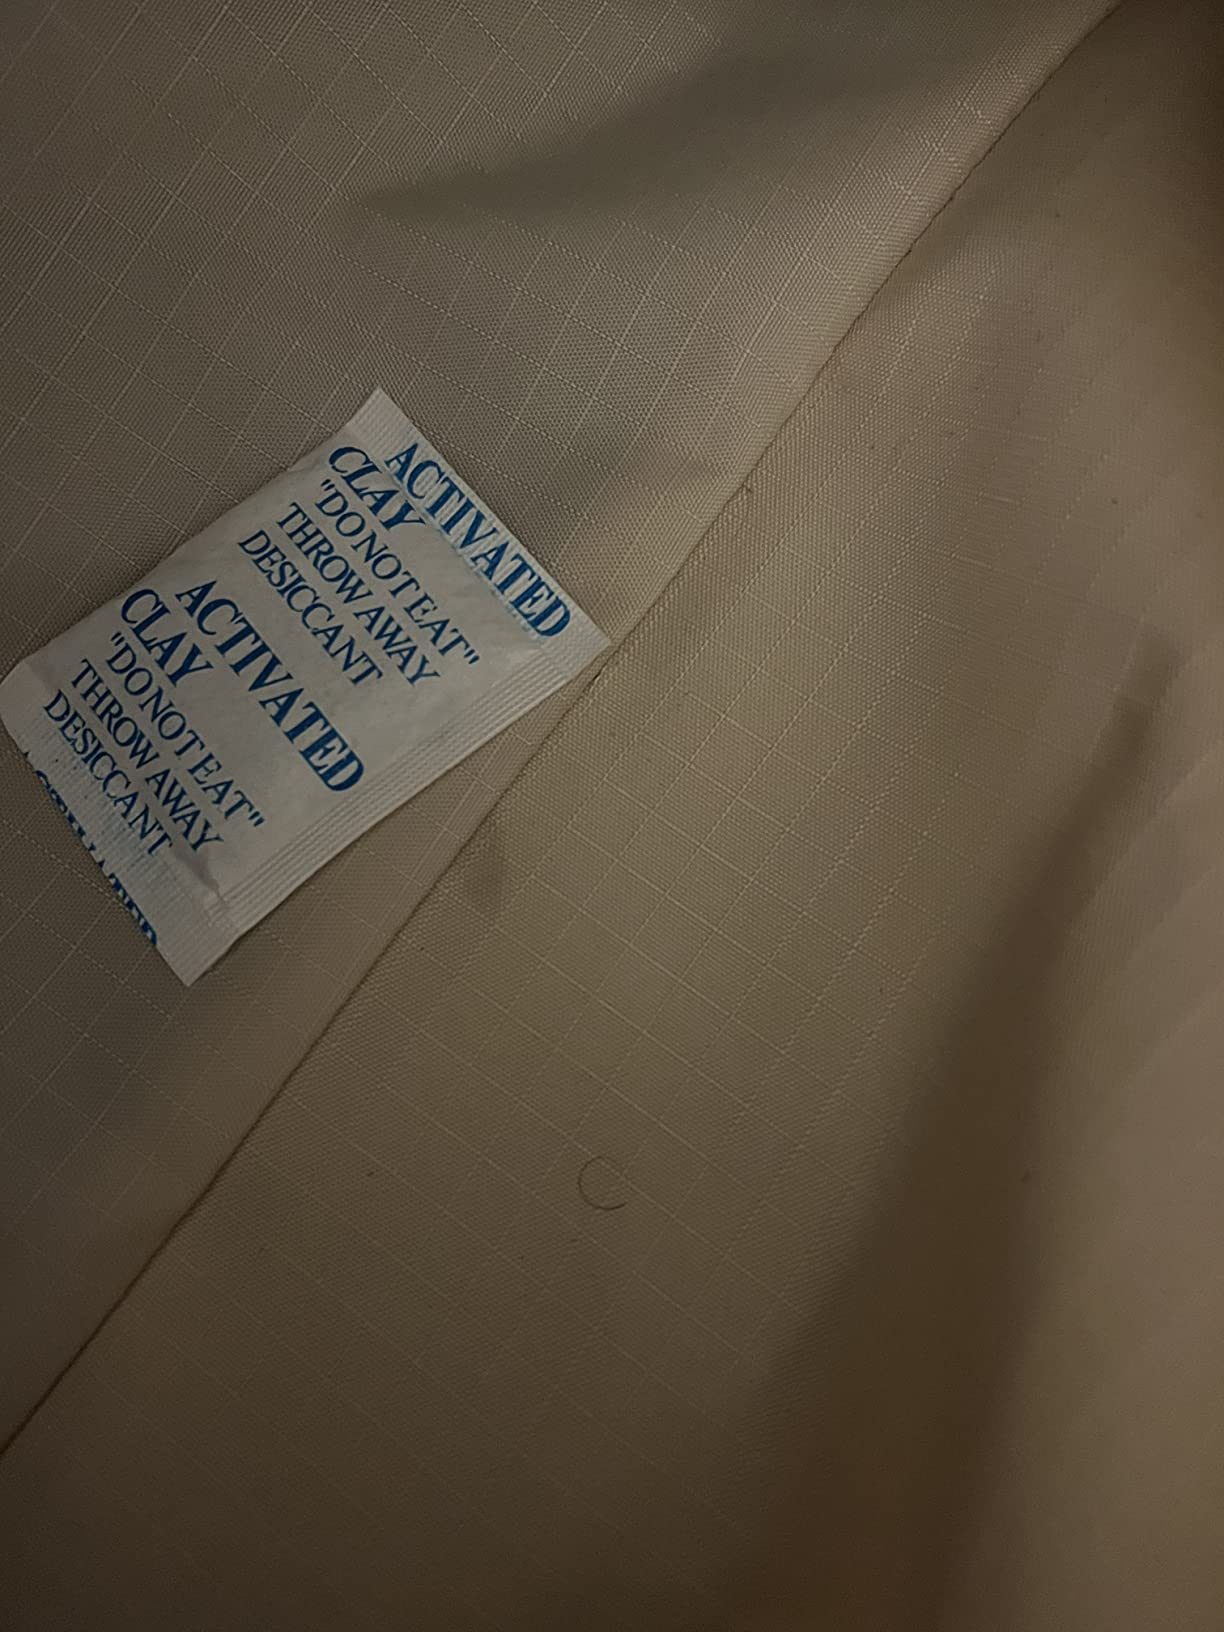 ACTIVATED
CLAY
"DO NOT EAT"
THROW AWAY
DESICCANT
ACTIVATED
CLAY
"DO NOT EAT"
THROW AWAY
DESICCANT